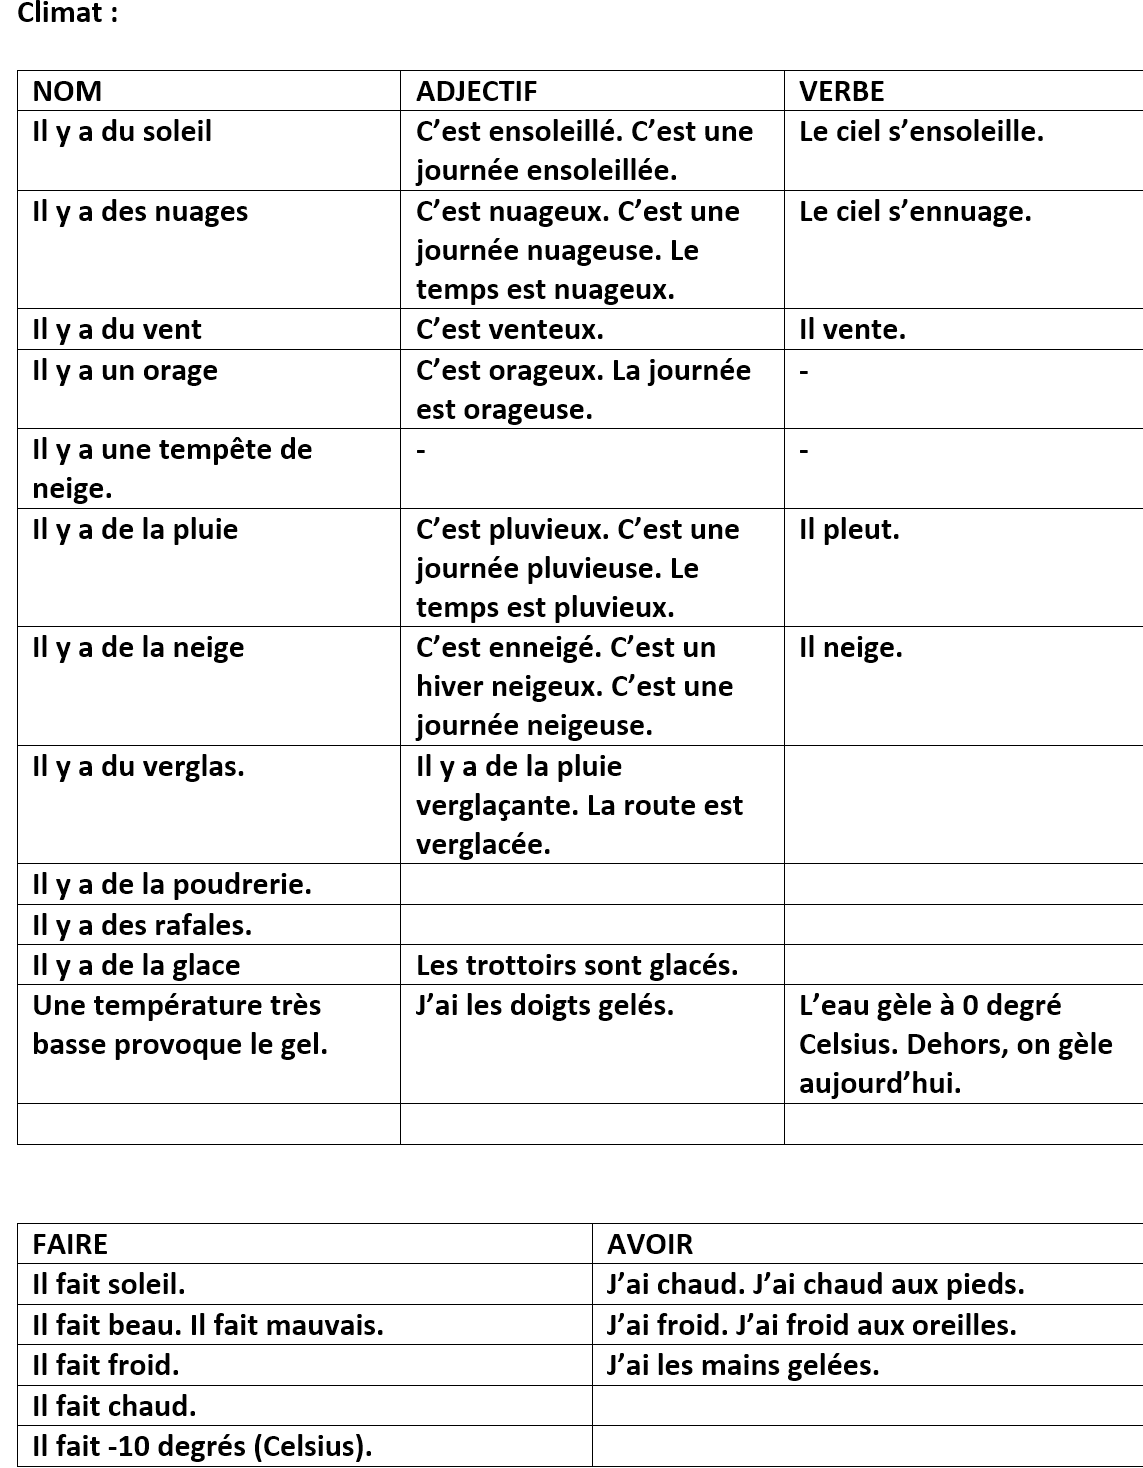 Climat :
NOM ADJECTIF VERBE
Il y a du soleil C’est ensoleillé. C’est une journée ensoleillée. Le ciel s’ensoleille.
Il y a des nuages C’est nuageux. C’est une journée nuageuse. Le temps est nuageux. Le ciel s’ennuage.
Il y a du vent C’est venteux. Il vente.
Il y a un orage C’est orageux. La journée est orageuse. -
Il y a une tempête de neige. - -
Il y a de la pluie C’est pluvieux. C’est une journée pluvieuse. Le temps est pluvieux. Il pleut.
Il y a de la neige C’est enneigé. C’est un hiver neigeux. C’est une journée neigeuse. Il neige.
Il y a du verglas. Il y a de la pluie verglaçante. La route est verglacée.
Il y a de la poudrerie.
Il y a des rafales.
Il y a de la glace Les trottoirs sont glacés.
Une température très basse provoque le gel. J’ai les doigts gelés. L’eau gèle à 0 degré Celsius. Dehors, on gèle aujourd’hui.
FAIRE AVOIR
Il fait soleil. J’ai chaud. J’ai chaud aux pieds.
Il fait beau. Il fait mauvais. J’ai froid. J’ai froid aux oreilles.
Il fait froid. J’ai les mains gelées.
Il fait chaud.
Il fait -10 degrés (Celsius).